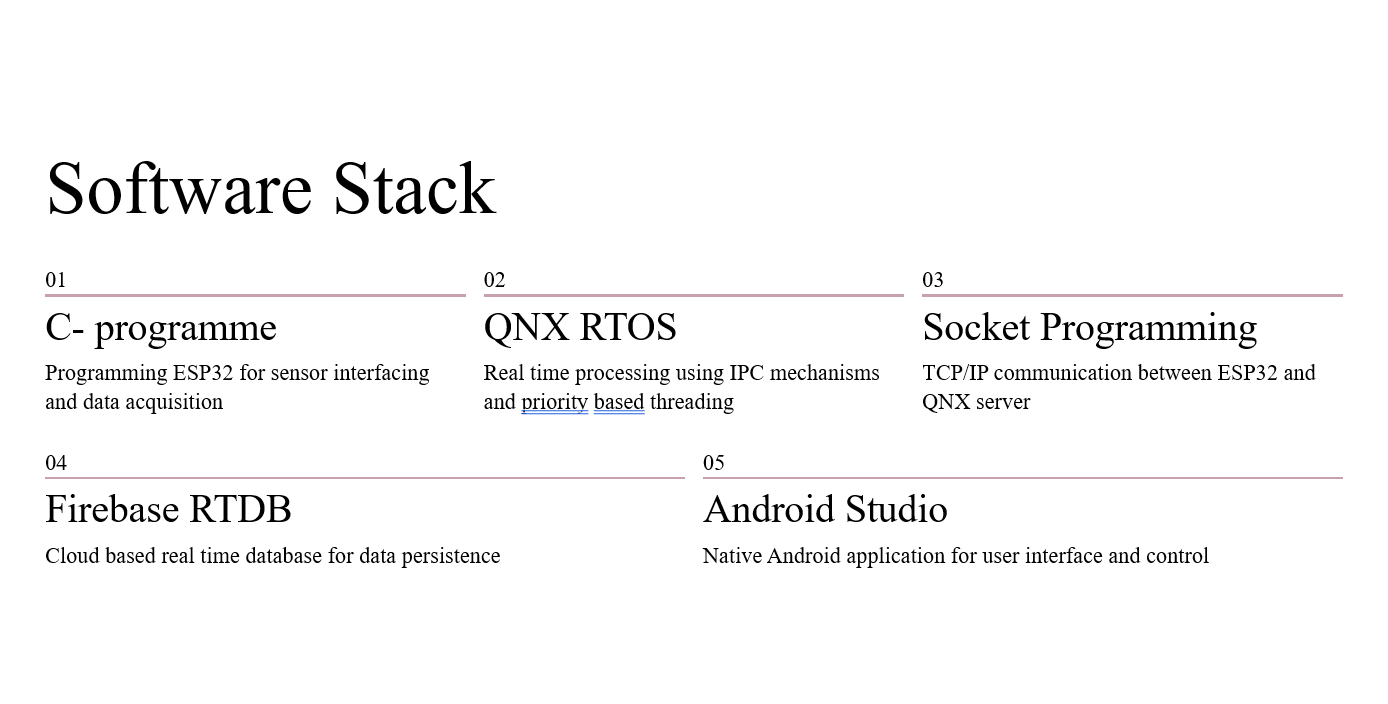 Software Stack
01
C- programme
Programming ESP32 for sensor interfacing
and data acquisition
02
QNX RTOS
Real time processing using IPC mechanisms
and priority based threading
03
Socket Programming
TCP/IP communication between ESP32 and
QNX server
04
Firebase RTDB
Cloud based real time database for data persistence
05
Android Studio
Native Android application for user interface and control